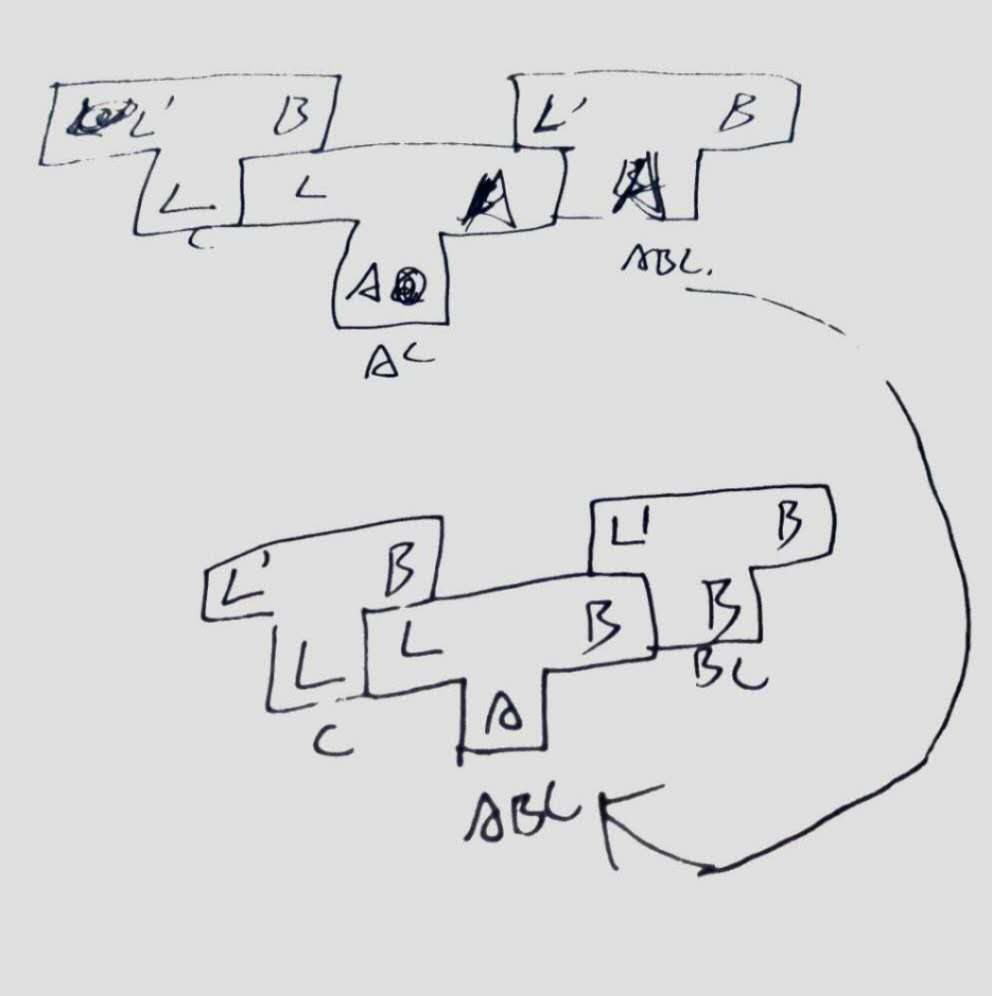 L' B L' B
L L A A
C
ABC.
A
AC
L' B L' B
L L B B
C BC
A
ABC